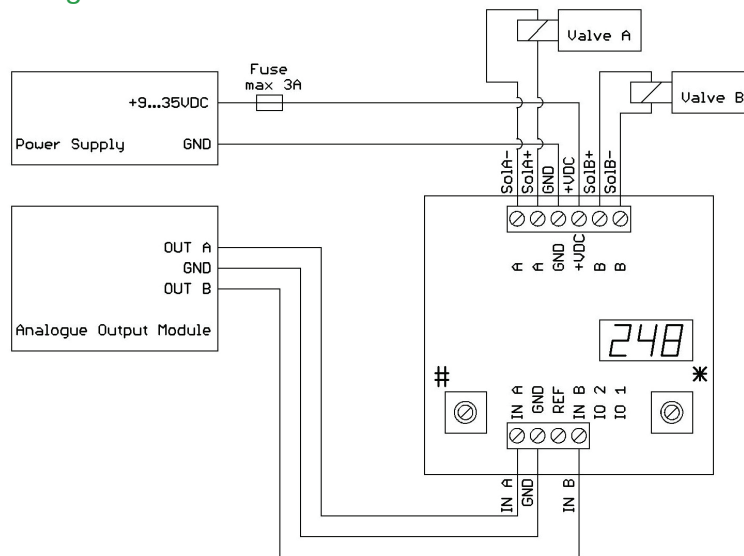 Valve A
Fuse
max 3A
Valve B
+9...35VDC
Power Supply
GND
SolA-
SolA+
GND
+VDC
SolB+
SolB-
A
A
GND
+VDC
B
B
OUT A
GND
OUT B
Analogue Output Module
248
#
*
IN A
GND
REF
IN B
IO 2
IO 1
IN A
GND
IN B